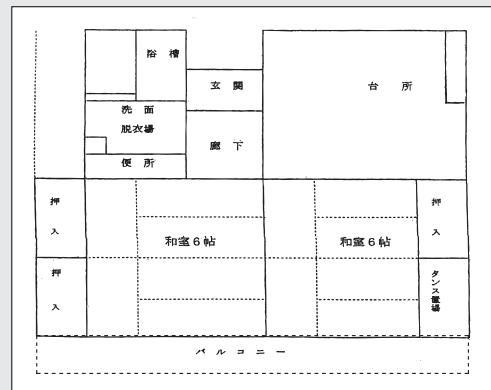 浴槽
玄関
台所
洗面
脱衣場
廊下
便所
押入
和室6帖
和室6帖
押入
押入
タンス置場
バルコニー